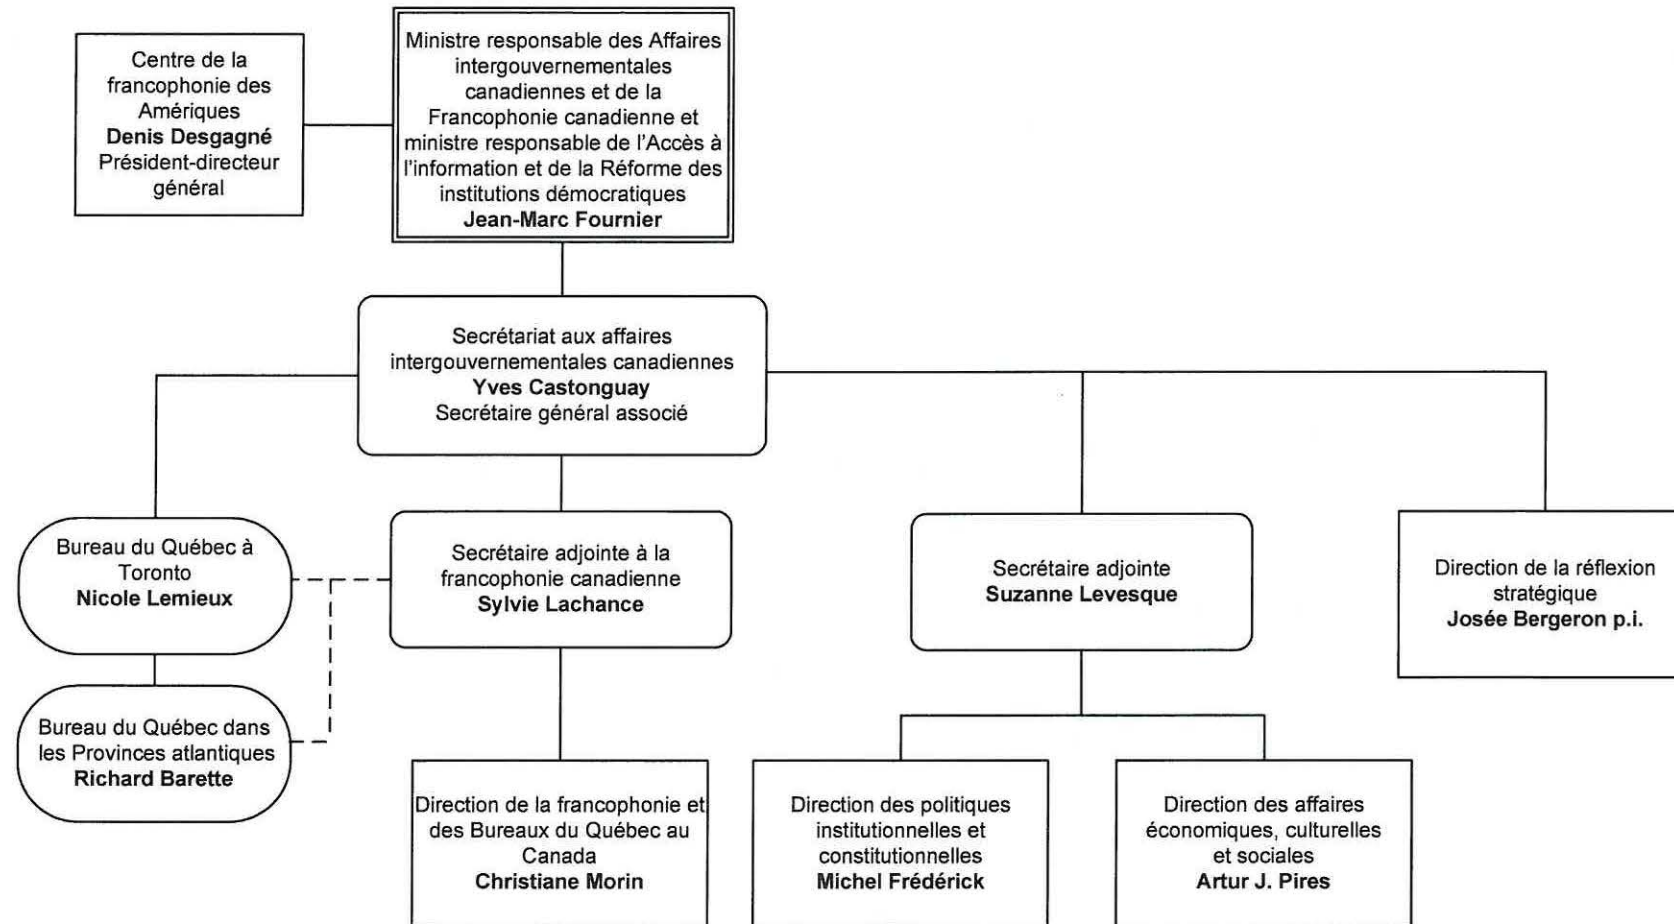 Centre de la
francophonie des
Amériques
Denis Desgagné
Président-directeur
général
Ministre responsable des Affaires
intergouvernementales
canadiennes et de la
Francophonie canadienne et
ministre responsable de l'Accès à
l'information et de la Réforme des
institutions démocratiques
Jean-Marc Fournier
Secrétariat aux affaires
intergouvernementales canadiennes
Yves Castonguay
Secrétaire général associé
Bureau du Québec à
Toronto
Nicole Lemieux
Secrétaire adjointe à la
francophonie canadienne
Sylvie Lachance
Secrétaire adjointe
Suzanne Levesque
Direction de la réflexion
stratégique
Josée Bergeron p.i.
Bureau du Québec dans
les Provinces atlantiques
Richard Barette
Direction de la francophonie et
des Bureaux du Québec au
Canada
Christiane Morin
Direction des politiques
institutionnelles et
constitutionnelles
Michel Frédérick
Direction des affaires
économiques, culturelles
et sociales
Artur J. Pires